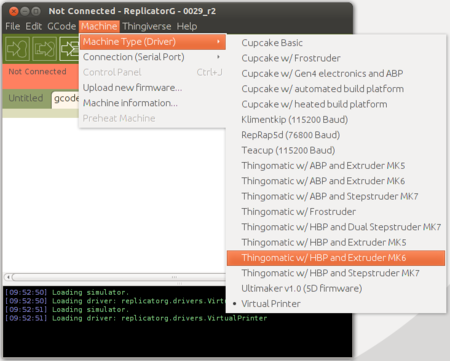 Not Connected - ReplicatorG - 0029_r2
File Edit GCode Machine Thingiverse Help
Not Connected
Untitled gcode
Machine Type (Driver)
Connection (Serial Port)
Control Panel Ctrl+J
Upload new firmware...
Machine information...
Preheat Machine
Cupcake Basic
Cupcake w/ Frostruder
Cupcake w/ Gen4 electronics and ABP
Cupcake w/ automated build platform
Cupcake w/ heated build platform
Klimentkip (115200 Baud)
RepRap5d (76800 Baud)
Teacup (115200 Baud)
Thingomatic w/ ABP and Extruder MK5
Thingomatic w/ ABP and Extruder MK6
Thingomatic w/ ABP and Stepstruder MK7
Thingomatic w/ Frostruder
Thingomatic w/ HBP and Dual Stepstruder MK7
Thingomatic w/ HBP and Extruder MK5
Thingomatic w/ HBP and Extruder MK6
Thingomatic w/ HBP and Stepstruder MK7
Ultimaker v1.0 (5D firmware)
Virtual Printer
[09:52:50] Loading simulator.
[09:52:50] Loading driver: replicatorg.drivers.Virt
[09:52:51] Loading simulator.
[09:52:51] Loading driver: replicatorg.drivers.VirtualPrinter